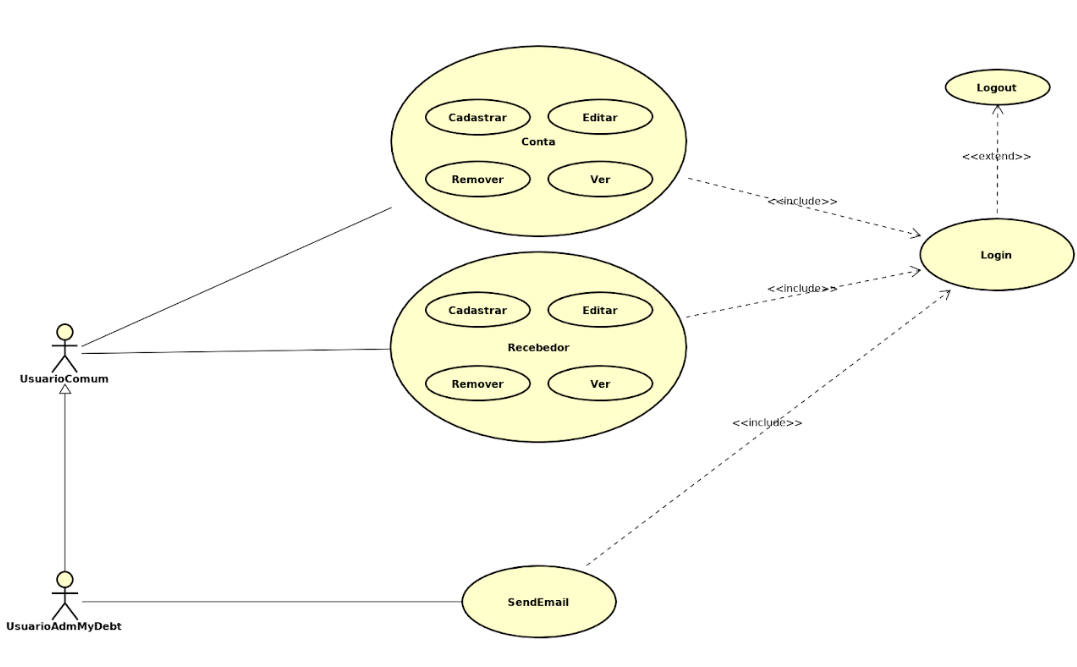 Logout
Cadastrar
Editar
Conta
<<extend>>
Remover
Ver
<<include>>
Login
<<include>>
Cadastrar
Editar
Recebedor
UsuarioComum
Remover
Ver
<<include>>
SendEmail
UsuarioAdmMyDebt